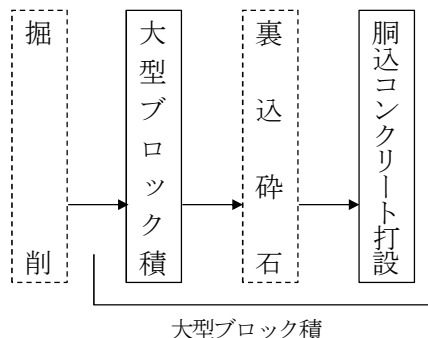 掘削
大型ブロック積
裏込砕石
胴込コンクリート打設
大型ブロック積